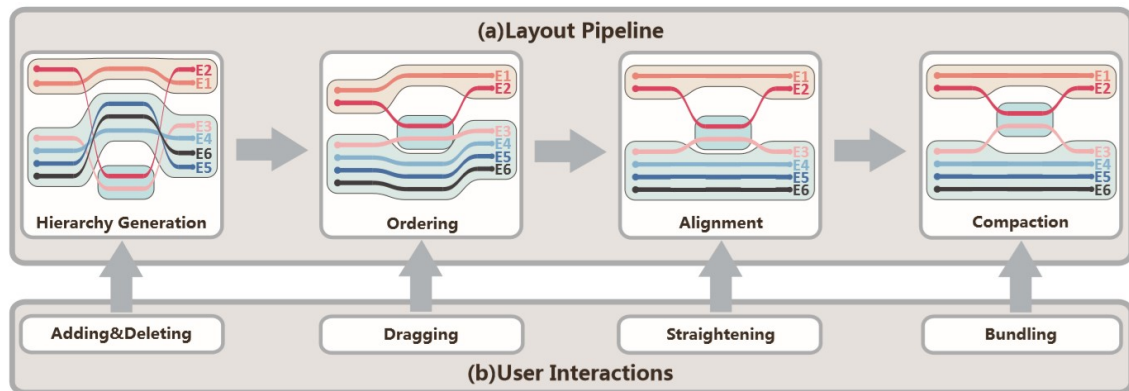 (a)Layout Pipeline
E2
E1
E3
E4
E6
E5
Hierarchy Generation
E1
E2
E3
E4
E5
E6
Ordering
E1
E2
E3
E4
E5
E6
Alignment
E1
E2
E3
E4
E5
E6
Compaction
Adding&Deleting
Dragging
Straightening
Bundling
(b)User Interactions